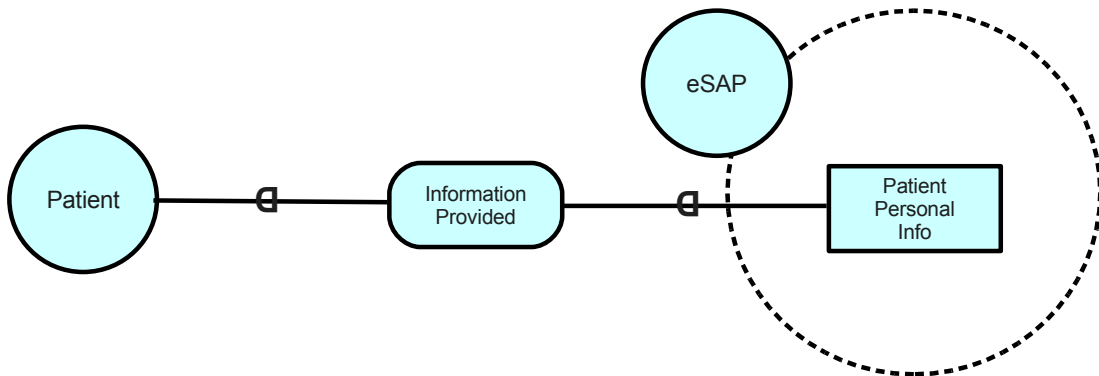 eSAP
Patient
D
Information
Provided
D
Patient
Personal
Info